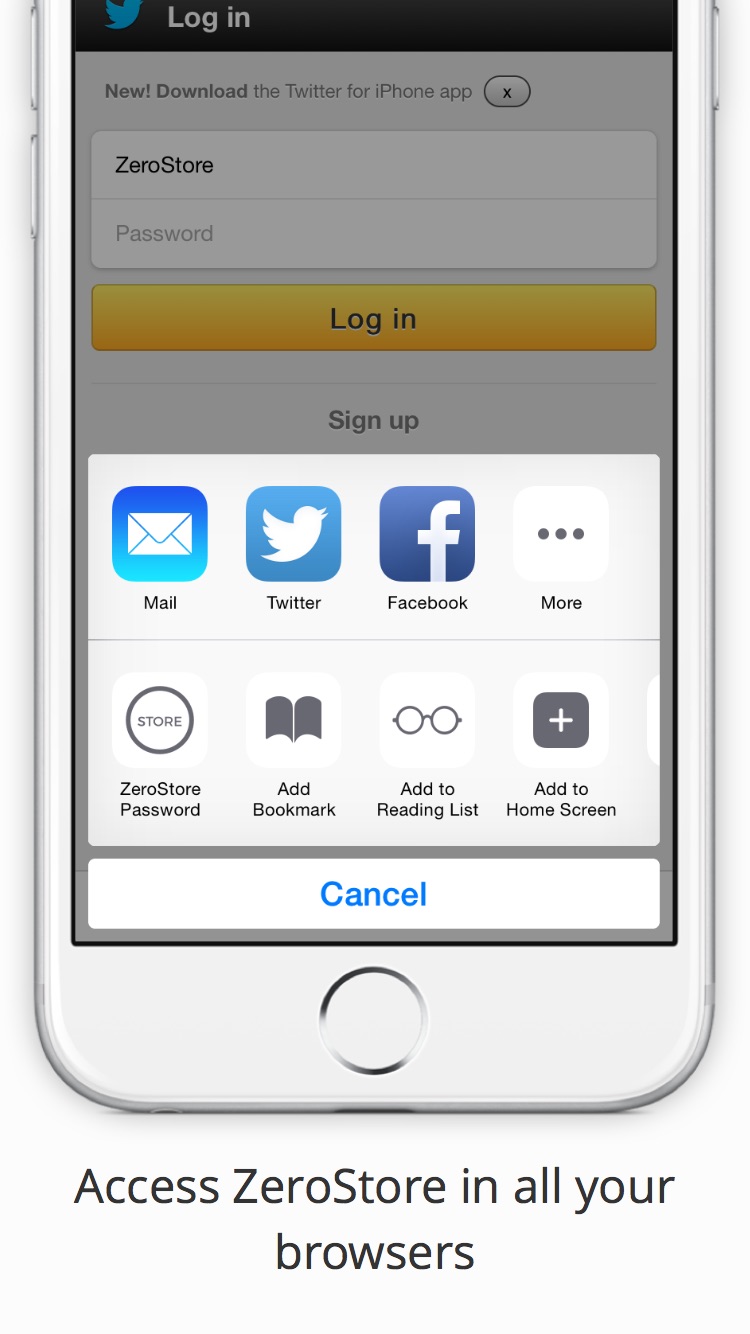 Log in
New! Download the Twitter for iPhone app x
ZeroStore
Password
Log in
Sign up
Mail Twitter Facebook More
STORE
ZeroStore Add Add to Add to
Password Bookmark Reading List Home Screen
Cancel
Access ZeroStore in all your
browsers